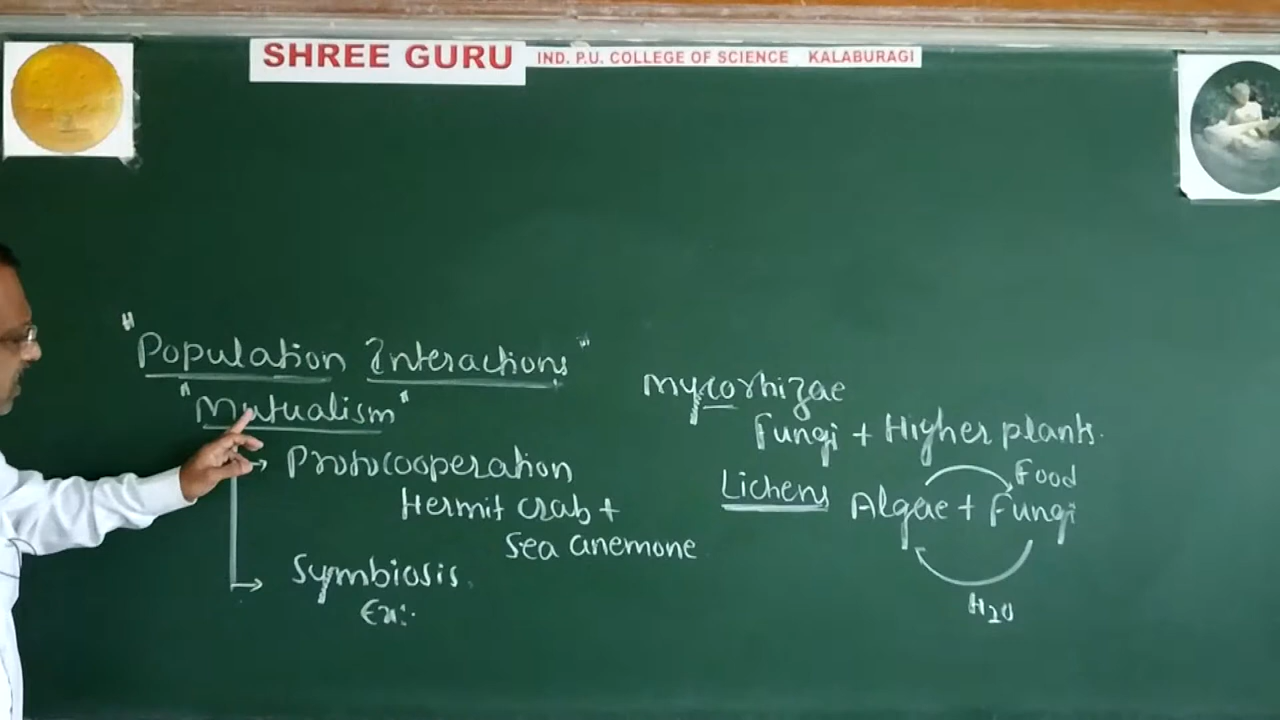 SHREE GURU IND. P.U. COLLEGE OF SCIENCE KALABURAGI
"Population Interactions"
"Mutualism"
Protocooperation
Hermit crab +
Sea anemone
Symbiosis.
Ex:-
Mycorhizae
Fungi + Higher plants.
Food
Lichens Algae + Fungi
H2O